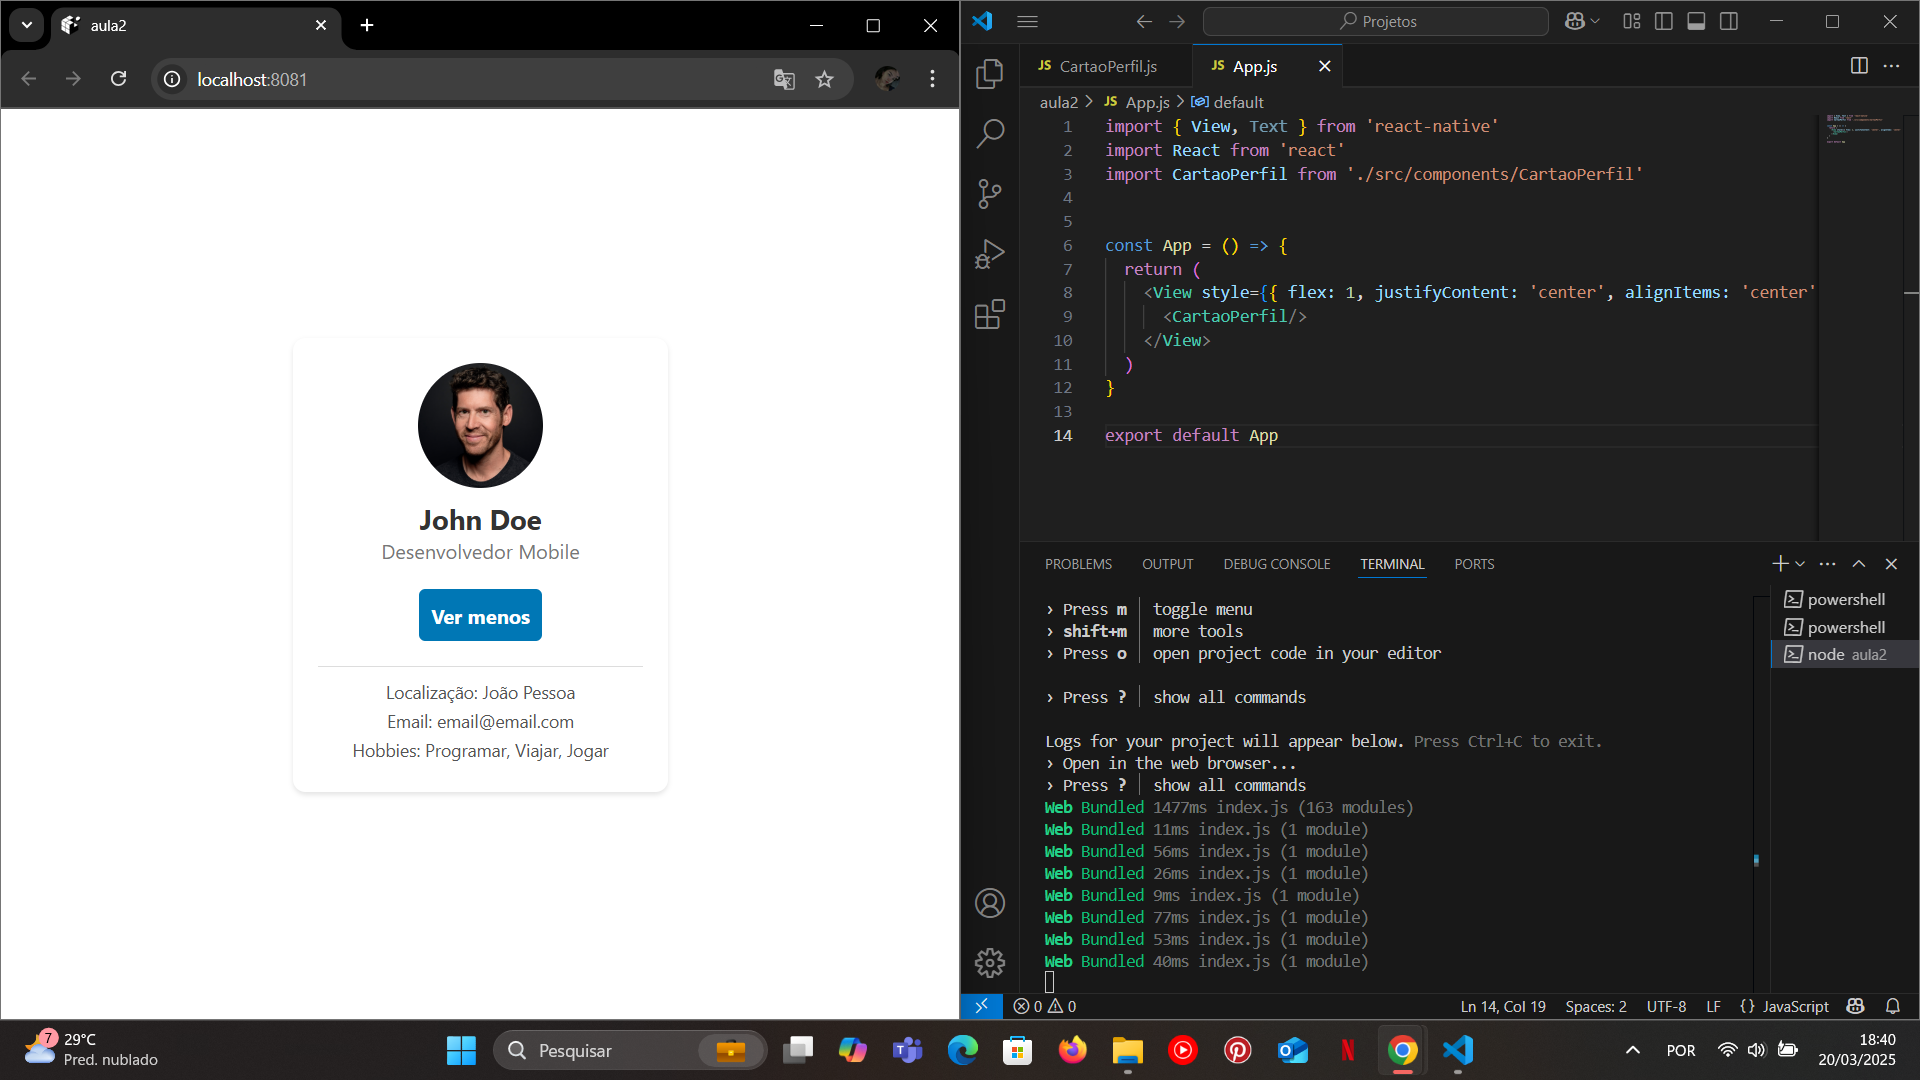 aula2
localhost:8081
John Doe
Desenvolvedor Mobile
Ver menos
Localização: João Pessoa
Email: email@email.com
Hobbies: Programar, Viajar, Jogar
Projetos
JS CartaoPerfil.js
JS App.js
aula2 > JS App.js > default
1 import { View, Text } from 'react-native'
2 import React from 'react'
3 import CartaoPerfil from './src/components/CartaoPerfil'
4
5
6 const App = () => {
7 return (
8 <View style={{ flex: 1, justifyContent: 'center', alignItems: 'center'
9 <CartaoPerfil/>
10 </View>
11 )
12 }
13
14 export default App
PROBLEMS OUTPUT DEBUG CONSOLE TERMINAL PORTS
› Press m │ toggle menu
› shift+m │ more tools
› Press o │ open project code in your editor
› Press ? │ show all commands
Logs for your project will appear below. Press Ctrl+C to exit.
› Open in the web browser...
› Press ? │ show all commands
Web Bundled 1477ms index.js (163 modules)
Web Bundled 11ms index.js (1 module)
Web Bundled 56ms index.js (1 module)
Web Bundled 26ms index.js (1 module)
Web Bundled 9ms index.js (1 module)
Web Bundled 77ms index.js (1 module)
Web Bundled 53ms index.js (1 module)
Web Bundled 40ms index.js (1 module)
powershell
powershell
node aula2
0 0
Ln 14, Col 19 Spaces: 2 UTF-8 LF {} JavaScript
7
29°C
Pred. nublado
Pesquisar
POR
18:40
20/03/2025